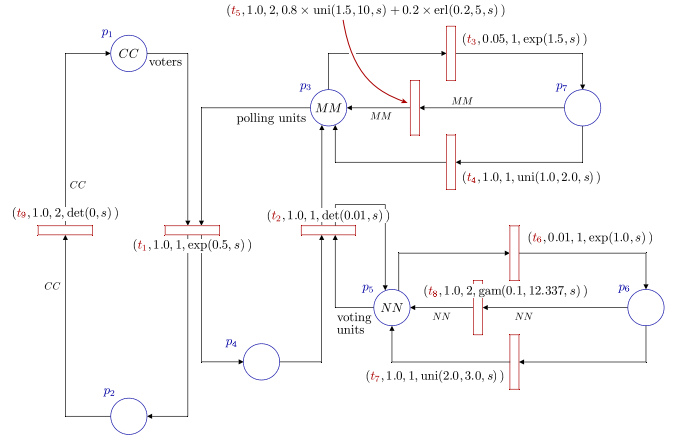 (t₅, 1.0, 2, 0.8 × uni(1.5, 10, s) + 0.2 × erl(0.2, 5, s) )
p₁
CC
voters
(t₃, 0.05, 1, exp(1.5, s) )
p₃
MM
polling units
MM
MM
p₇
(t₄, 1.0, 1, uni(1.0, 2.0, s) )
CC
(t₉, 1.0, 2, det(0, s) )
(t₁, 1.0, 1, exp(0.5, s) )
(t₂, 1.0, 1, det(0.01, s) )
(t₆, 0.01, 1, exp(1.0, s) )
CC
p₅
NN
(t₈, 1.0, 2, gam(0.1, 12.337, s) )
NN
NN
p₆
voting
units
p₄
(t₇, 1.0, 1, uni(2.0, 3.0, s) )
p₂